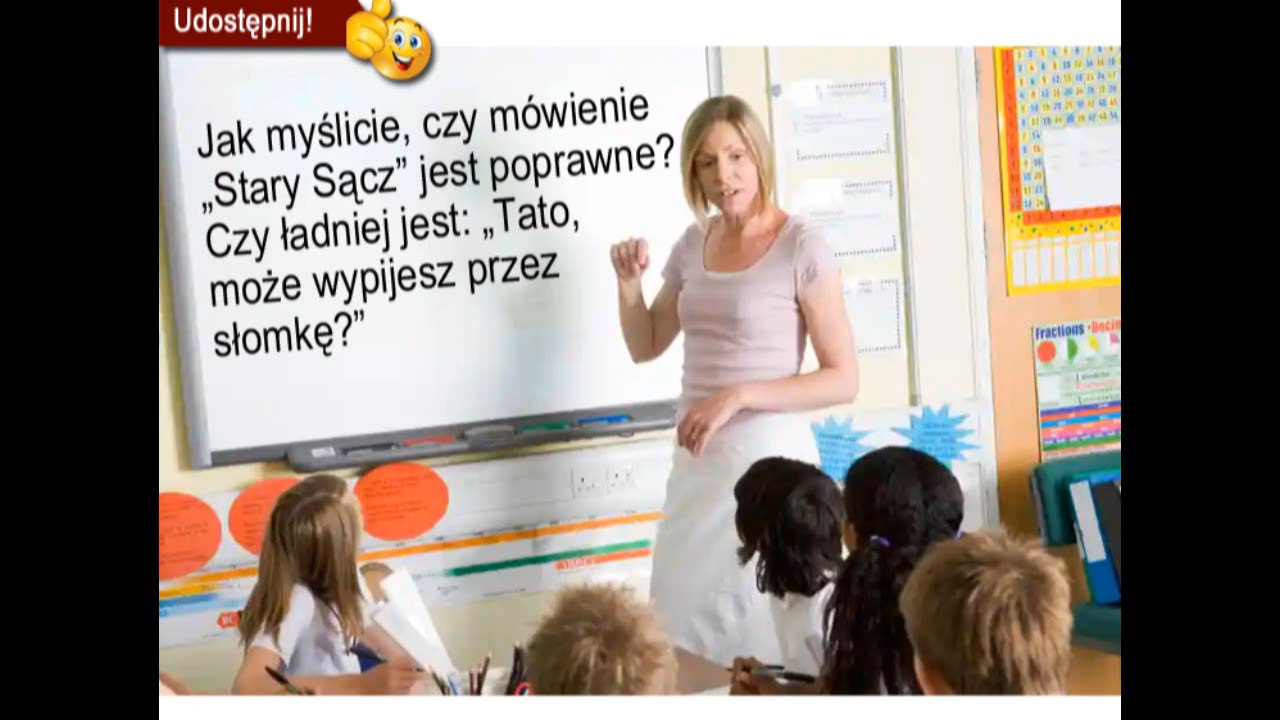 Udostępnij!
Jak myślicie, czy mówienie
„Stary Sącz” jest poprawne?
Czy ładniej jest: „Tato,
może wypijesz przez
słomkę?”
Fractions